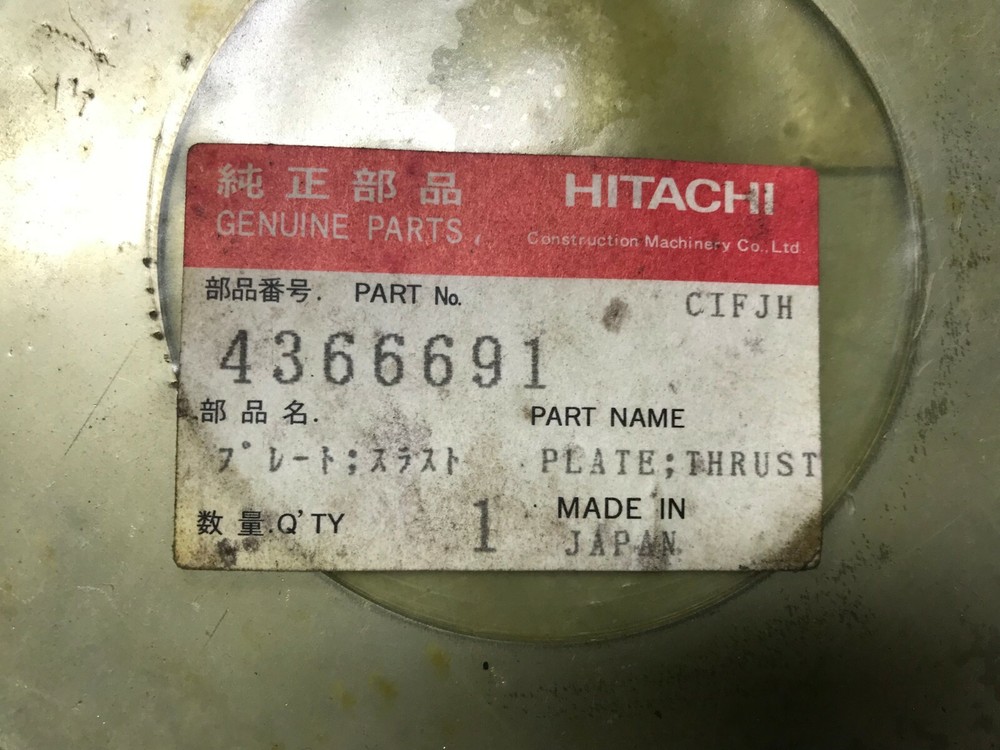 純正部品 HITACHI
GENUINE PARTS Construction Machinery Co., Ltd
部品番号. PART No. CIFJH
4366691
部品名. PART NAME
プレート;スラスト PLATE;THRUST
数量.Q'TY 1 MADE IN
JAPAN